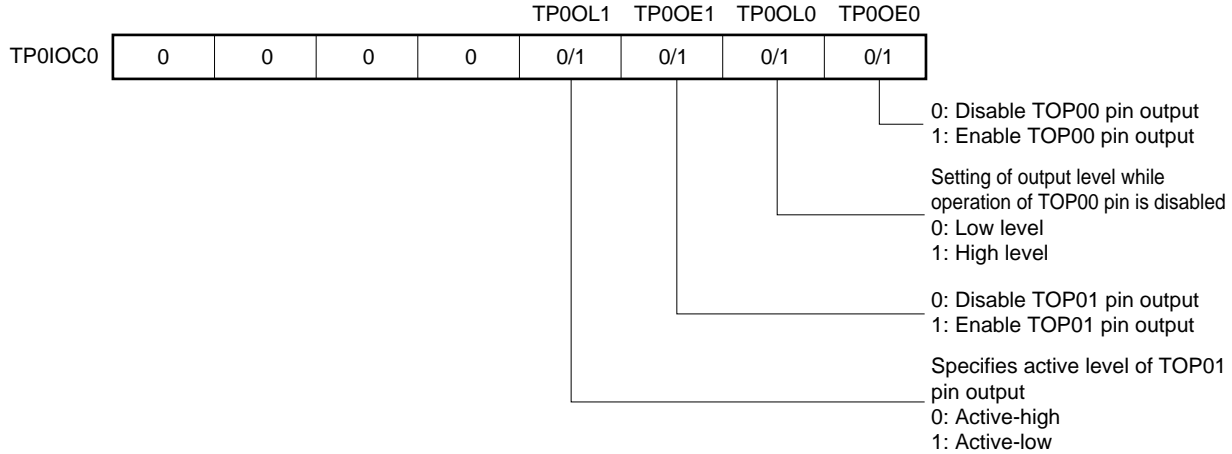 TP0OL1 TP0OE1 TP0OL0 TP0OE0
TP0IOC0 0 0 0 0 0/1 0/1 0/1 0/1
0: Disable TOP00 pin output
1: Enable TOP00 pin output
Setting of output level while
operation of TOP00 pin is disabled
0: Low level
1: High level
0: Disable TOP01 pin output
1: Enable TOP01 pin output
Specifies active level of TOP01
pin output
0: Active-high
1: Active-low